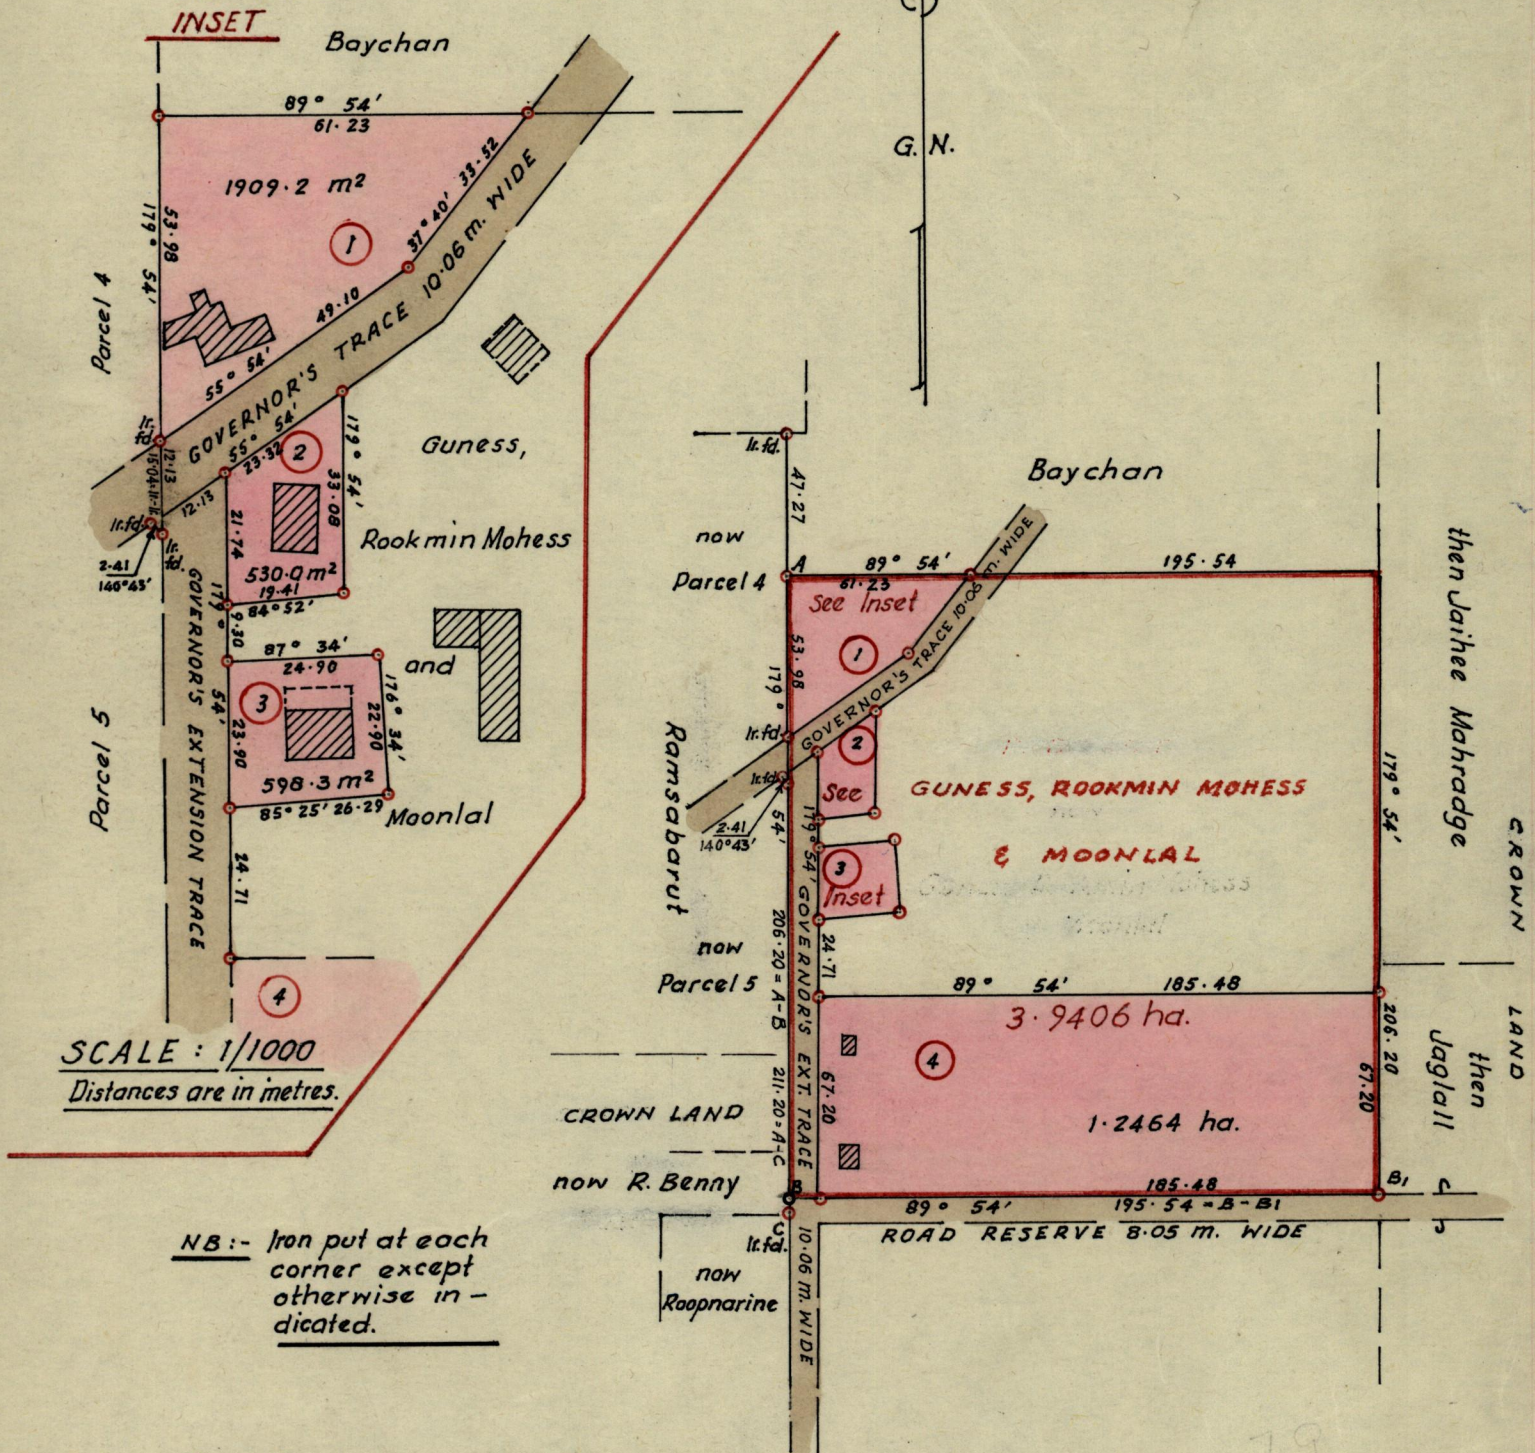 INSET
Baychan
89° 54'
61·23
1909·2 m²
1
33·52
37° 40'
53·98
179° 54'
49·10
55° 54'
GOVERNOR'S TRACE 10·06 m. WIDE
Parcel 4
Ir. fd.
12·13
12·13
55° 54'
23·32
2
179° 54'
33·08
21·74
530·0 m²
19·41
84° 52'
Guness,
Rookmin Mohess
and
Moonlal
Ir.fd.
Ir. fd.
2·41
140°43'
179° 54'
9·30
87° 34'
24·90
3
176° 34'
22·90
23·90
598·3 m²
85° 25' 26·29
Parcel 5
GOVERNOR'S EXTENSION TRACE
24·71
4
SCALE : 1/1000
Distances are in metres.
NB:- Iron put at each
corner except
otherwise in-
dicated.
G. N.
Ir. fd.
47·27
Baychan
now
Parcel 4
A
89° 54'
195·54
61·23
See Inset
1
53·98
179° 54'
GOVERNOR'S TRACE 10·06 m. WIDE
Ir.fd.
Ir.fd.
2·41
140°43'
2
See
3
Inset
179° 54'
GUNESS, ROOKMIN MOHESS
& MOONLAL
then Jaihee Mahradge
179° 54'
CROWN LAND
Ramsabarut
now
Parcel 5
206·20 = A-B
211·20 = A-C
GOVERNOR'S EXT. TRACE
24·71
89° 54'
185·48
3·9406 ha.
4
67·20
1·2464 ha.
206·20
67·20
then
Jaglall
CROWN LAND
now R. Benny
B
185·48
B1
89° 54'
195·54 = B-B1
ROAD RESERVE 8·05 m. WIDE
C
Ir.fd.
10·06 m. WIDE
now
Roopnarine